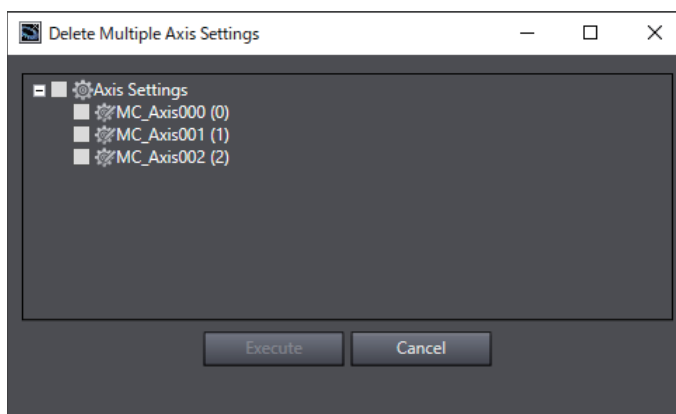 Delete Multiple Axis Settings
Axis Settings
MC_Axis000 (0)
MC_Axis001 (1)
MC_Axis002 (2)
Execute Cancel